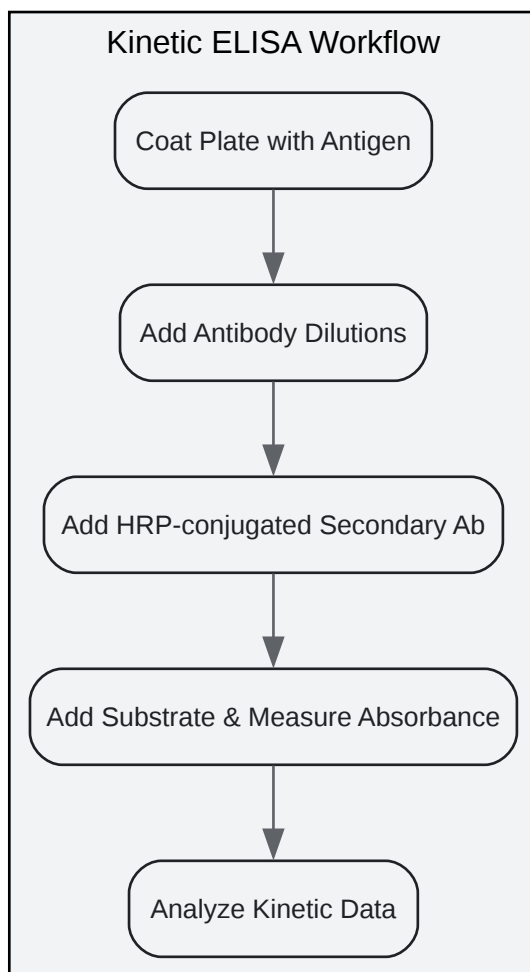 Kinetic ELISA Workflow
Coat Plate with Antigen
Add Antibody Dilutions
Add HRP-conjugated Secondary Ab
Add Substrate & Measure Absorbance
Analyze Kinetic Data